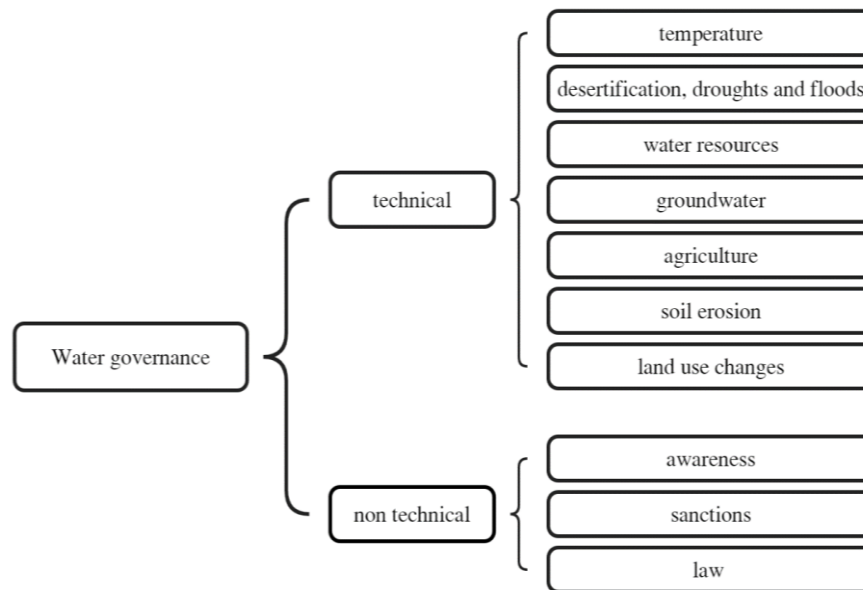 temperature
desertification, droughts and floods
water resources
technical
groundwater
agriculture
soil erosion
Water governance
land use changes
awareness
non technical
sanctions
law